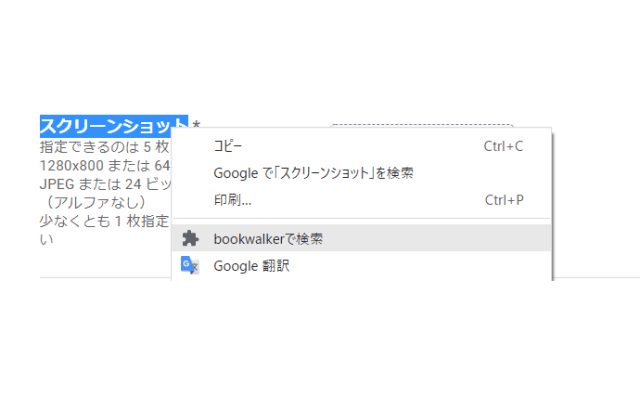 スクリーンショット *
指定できるのは 5 枚
1280x800 または 64
JPEG または 24 ビッ
（アルファなし）
少なくとも 1 枚指定
い
コピー Ctrl+C
Google で「スクリーンショット」を検索
印刷... Ctrl+P
bookwalkerで検索
Google 翻訳